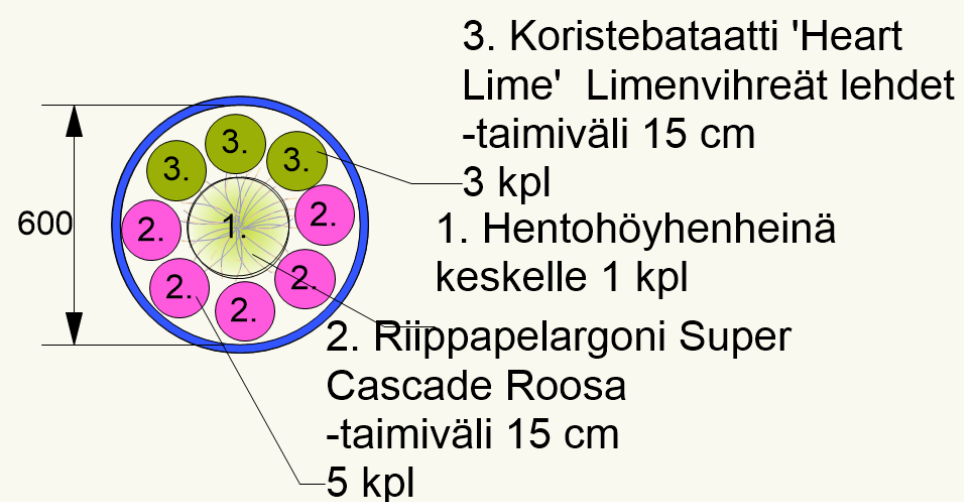 3. Koristebataatti 'Heart
Lime'  Limenvihreät lehdet
-taimiväli 15 cm
3 kpl
1. Hentohöyhenheinä
keskelle 1 kpl
2. Riippapelargoni Super
Cascade Roosa
-taimiväli 15 cm
5 kpl
600
3.
3.
3.
2.
1.
2.
2.
2.
2.